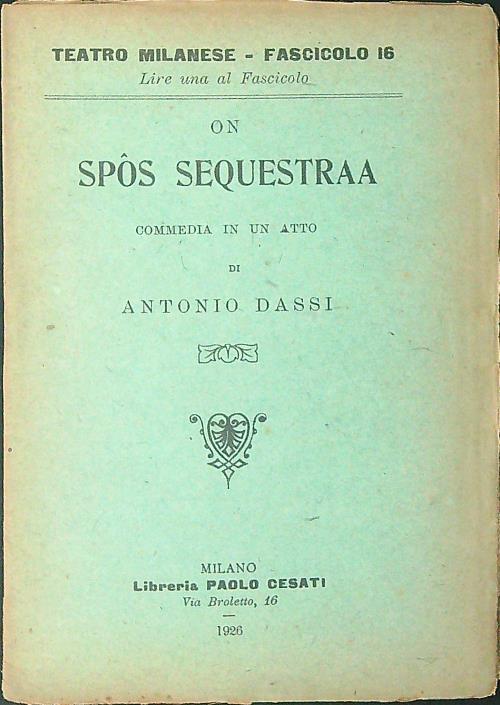 TEATRO MILANESE - FASCICOLO 16
Lire una al Fascicolo
ON
SPÔS SEQUESTRAA
COMMEDIA IN UN ATTO
DI
ANTONIO DASSI
MILANO
Libreria PAOLO CESATI
Via Broletto, 16
1926